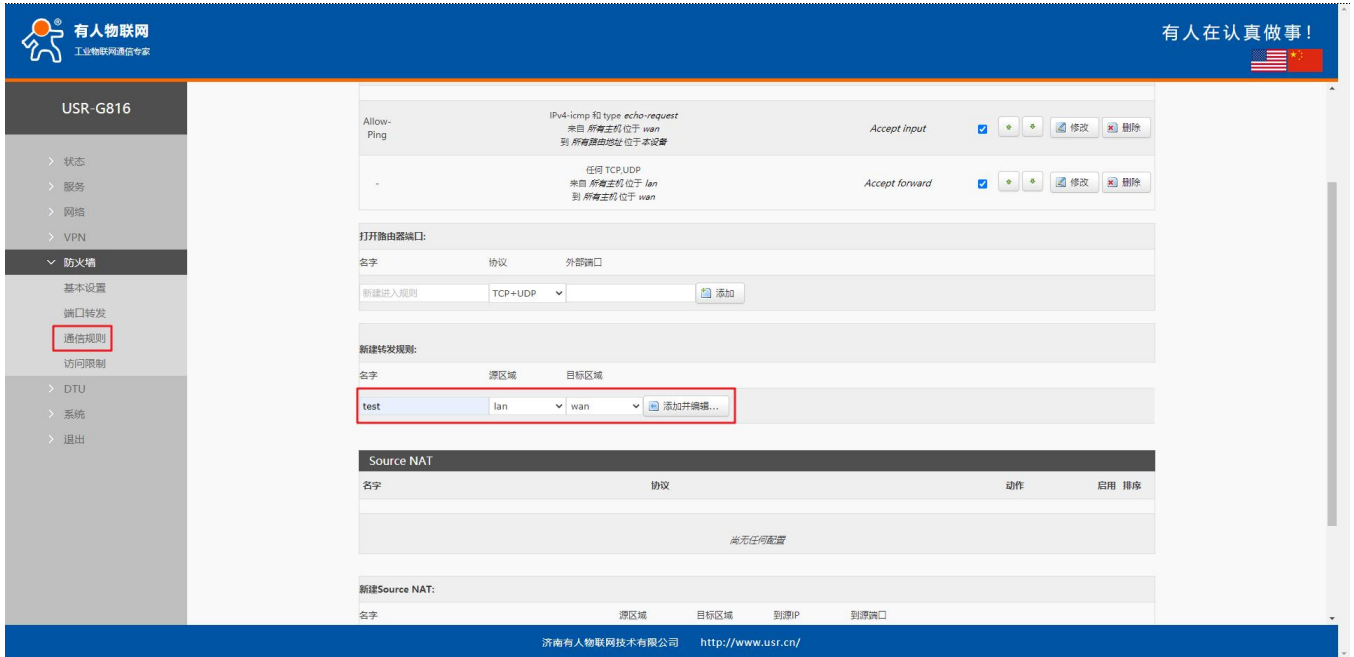 有人物联网
工业物联网通信专家
有人在认真做事！
USR-G816
状态
服务
网络
VPN
防火墙
基本设置
端口转发
通信规则
访问限制
DTU
系统
退出
Allow-Ping IPv4-icmp 和 type echo-request 来自 所有主机 位于 wan 到 所有路由地址 位于 本设备 Accept input 修改 删除
- 任何 TCP,UDP 来自 所有主机 位于 lan 到 所有主机 位于 wan Accept forward 修改 删除
打开路由器端口:
名字 协议 外部端口
新建进入规则 TCP+UDP 添加
新建转发规则:
名字 源区域 目标区域
test lan wan 添加并编辑...
Source NAT
名字 协议 动作 启用 排序
尚无任何配置
新建Source NAT:
名字 源区域 目标区域 到源IP 到源端口
济南有人物联网技术有限公司 http://www.usr.cn/